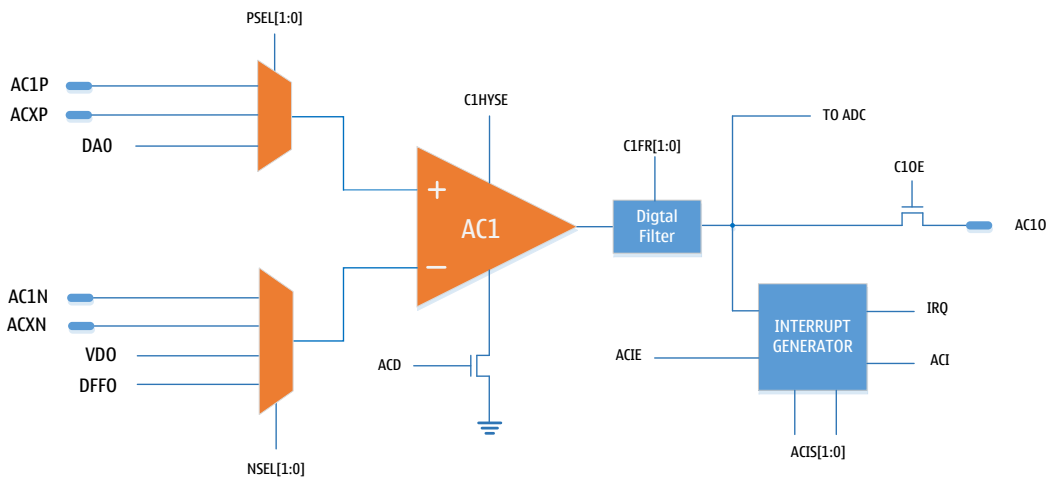 PSEL[1:0]
AC1P
ACXP
DAO
C1HYSE
C1FR[1:0]
TO ADC
C1OE
+
AC1
Digtal
Filter
AC1O
−
AC1N
ACXN
VDO
DFFO
ACD
ACIE
INTERRUPT
GENERATOR
IRQ
ACI
NSEL[1:0]
ACIS[1:0]